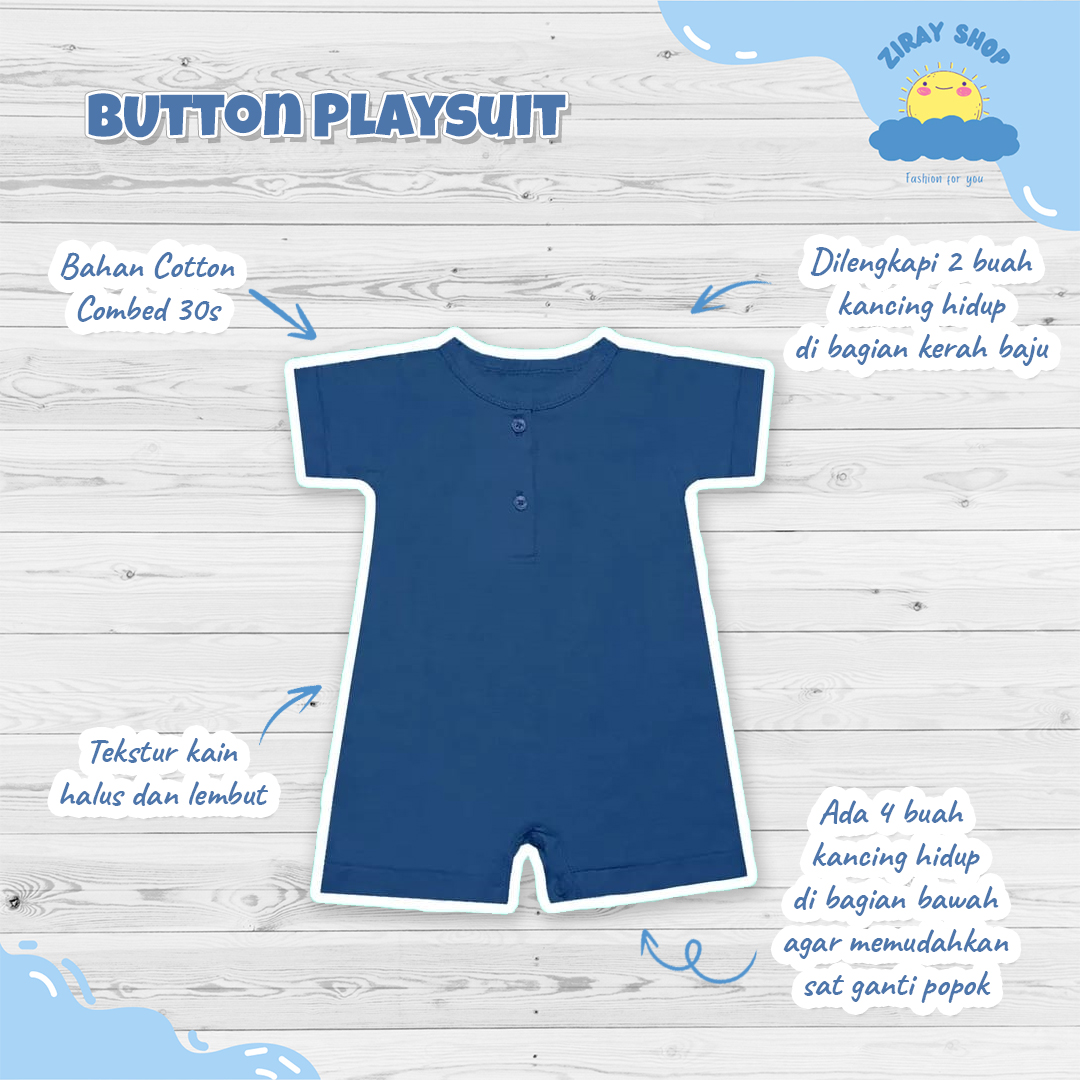 ZIRAY SHOP
Fashion for you
BUTTON PLAYSUIT
Bahan Cotton
Combed 30s
Dilengkapi 2 buah
kancing hidup
di bagian kerah baju
Tekstur kain
halus dan lembut
Ada 4 buah
kancing hidup
di bagian bawah
agar memudahkan
sat ganti popok